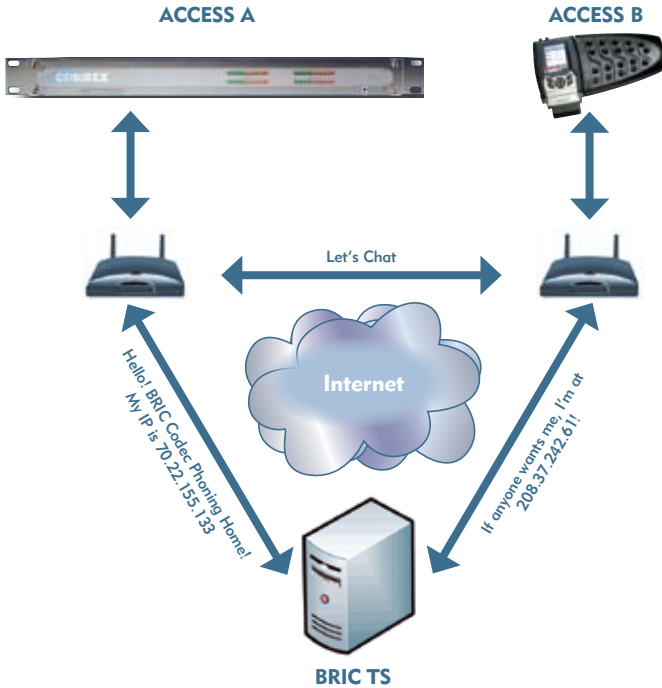 ACCESS A
ACCESS B
COMREX
Let's Chat
Internet
Hello! BRIC Codec Phoning Home!
My IP is 70.22.155.133
If anyone wants me, I'm at
208.37.242.61!
BRIC TS